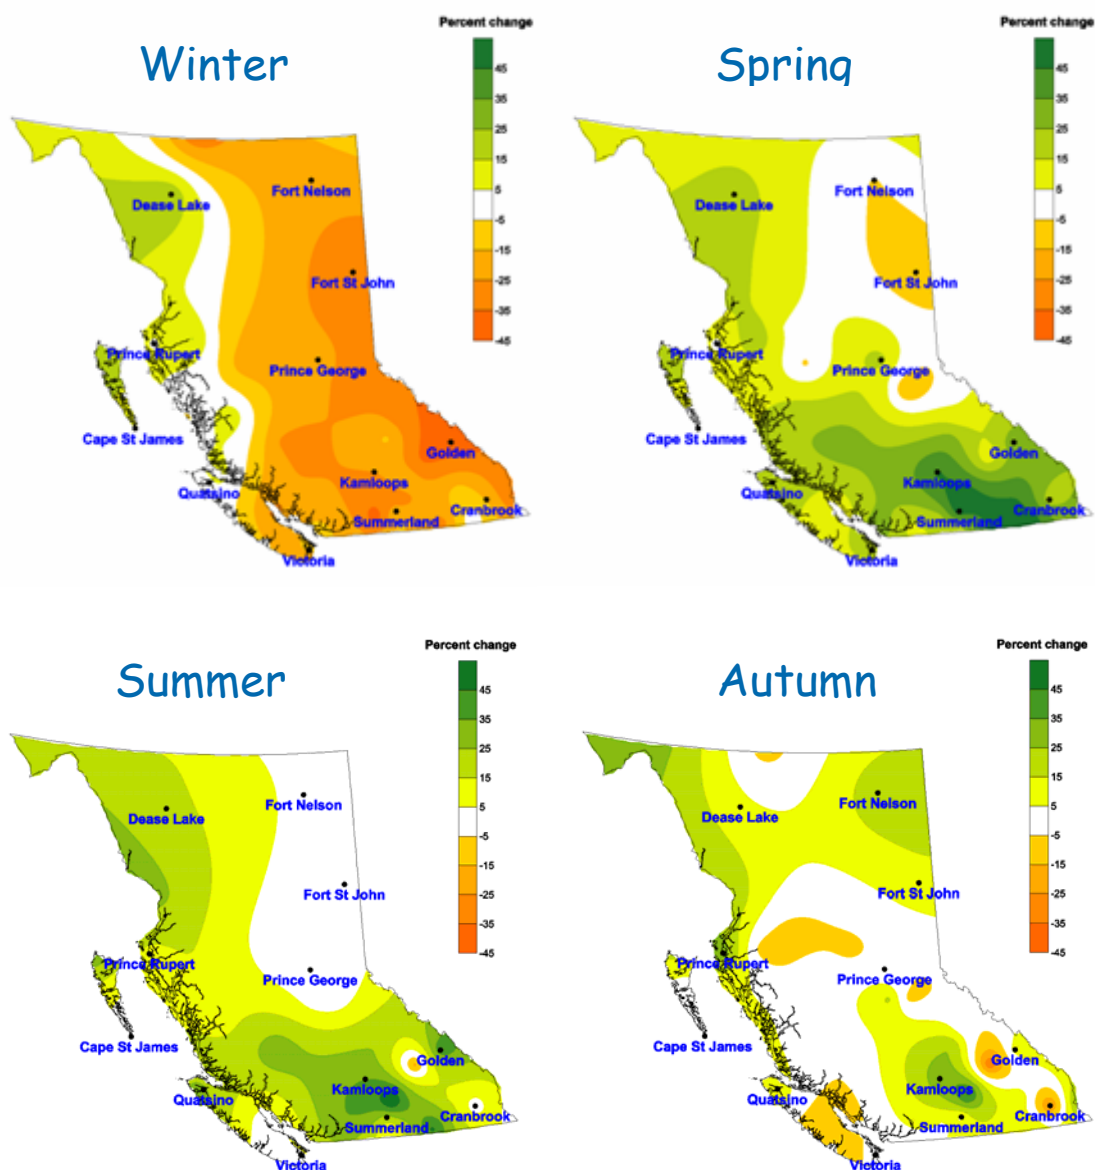 Percent change
Winter
45
35
25
15
5
-5
-15
-25
-35
-45
Fort Nelson
Dease Lake
Fort St John
Prince Rupert
Prince George
Cape St James
Golden
Kamloops
Quatsino
Cranbrook
Summerland
Victoria
Percent change
Spring
45
35
25
15
5
-5
-15
-25
-35
-45
Fort Nelson
Dease Lake
Fort St John
Prince Rupert
Prince George
Cape St James
Golden
Kamloops
Quatsino
Cranbrook
Summerland
Victoria
Percent change
Summer
45
35
25
15
5
-5
-15
-25
-35
-45
Fort Nelson
Dease Lake
Fort St John
Prince Rupert
Prince George
Cape St James
Golden
Kamloops
Quatsino
Cranbrook
Summerland
Victoria
Percent change
Autumn
45
35
25
15
5
-5
-15
-25
-35
-45
Fort Nelson
Dease Lake
Fort St John
Prince Rupert
Prince George
Cape St James
Golden
Kamloops
Quatsino
Cranbrook
Summerland
Victoria